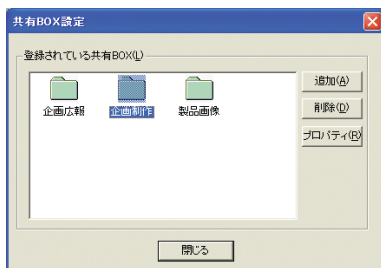 共有BOX設定
登録されている共有BOX(L)
企画広報 企画制作 製品画像
追加(A)
削除(D)
プロパティ(R)
閉じる